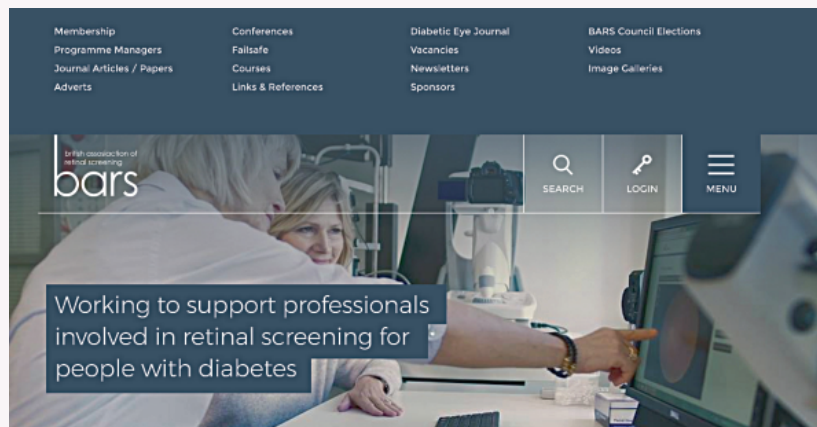 Membership
Programme Managers
Journal Articles / Papers
Adverts
Conferences
Failsafe
Courses
Links & References
Diabetic Eye Journal
Vacancies
Newsletters
Sponsors
BARS Council Elections
Videos
Image Galleries
british association of
retinal screening
bars
SEARCH
LOGIN
MENU
Working to support professionals
involved in retinal screening for
people with diabetes